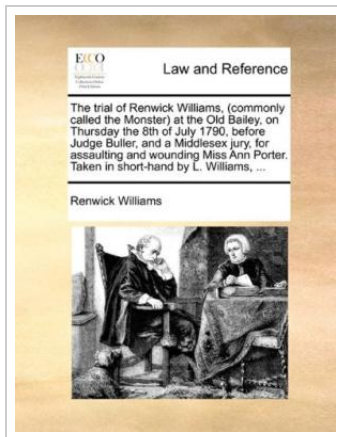 ECCO
Law and Reference
The trial of Renwick Williams, (commonly
called the Monster) at the Old Bailey, on
Thursday the 8th of July 1790, before
Judge Buller, and a Middlesex jury, for
assaulting and wounding Miss Ann Porter.
Taken in short-hand by L. Williams, ...
Renwick Williams